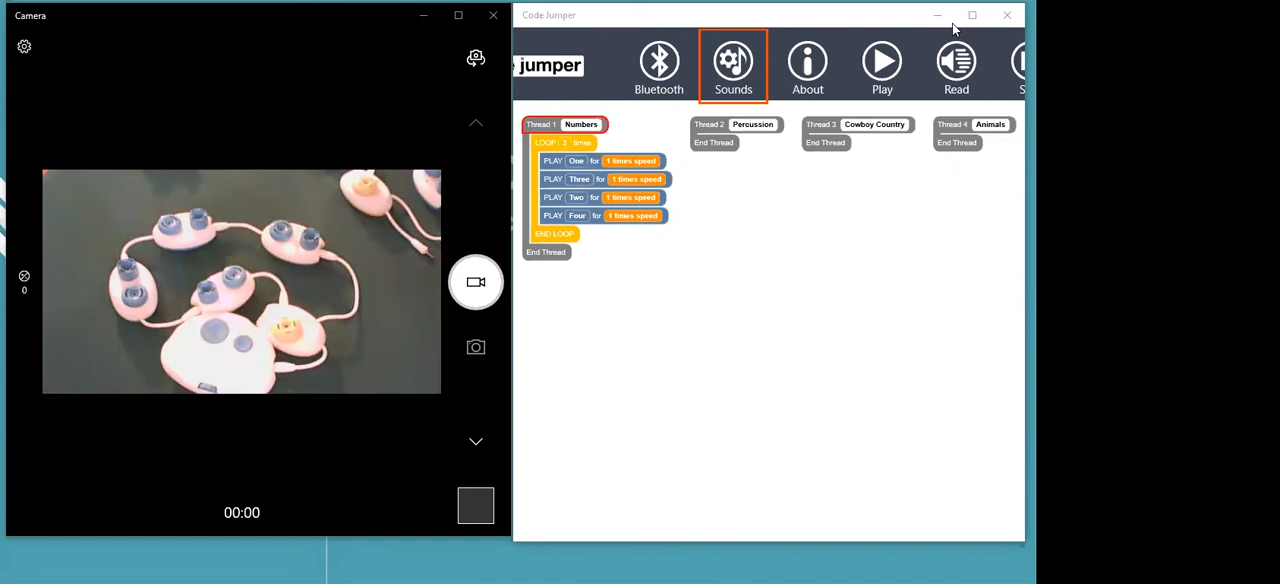 Camera
0
00:00
Code Jumper
jumper
Bluetooth
Sounds
About
Play
Read
S
Thread 1 Numbers
LOOP 3 times
PLAY One for 1 times speed
PLAY Three for 1 times speed
PLAY Two for 1 times speed
PLAY Four for 1 times speed
END LOOP
End Thread
Thread 2 Percussion
End Thread
Thread 3 Cowboy Country
End Thread
Thread 4 Animals
End Thread